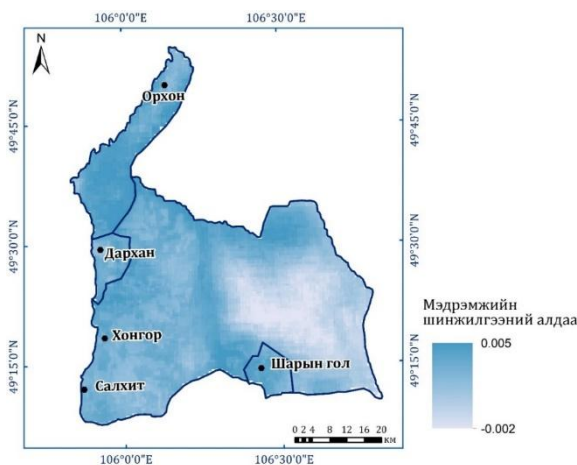 106°0'0"E 106°30'0"E
N
49°45'0"N 49°45'0"N
49°30'0"N 49°30'0"N
49°15'0"N 49°15'0"N
Орхон
Дархан
Хонгор
Шарын гол
Салхит
Мэдрэмжийн
шинжилгээний алдаа
0.005
-0.002
0 2 4 8 12 16 20
км
106°0'0"E 106°30'0"E